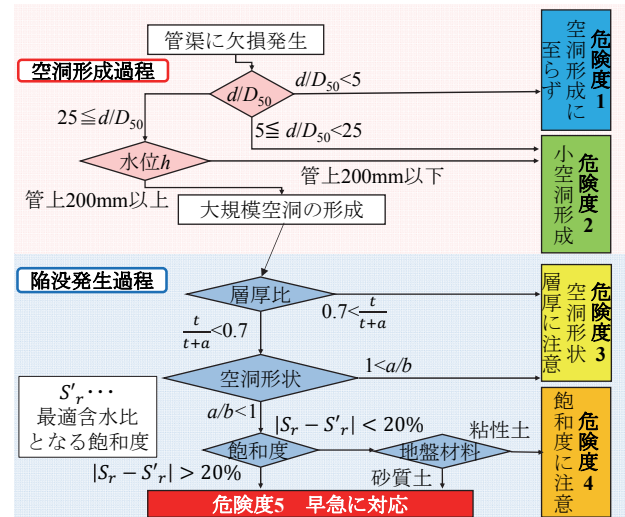 管渠に欠損発生
空洞形成過程
d/D50<5
d/D50
25≦d/D50
5≦ d/D50<25
水位h
管上200mm以下
管上200mm以上
大規模空洞の形成
危険度1
空洞形成に
至らず
危険度2
小空洞形成
陥没発生過程
層厚比
0.7<t/t+a
t/t+a<0.7
空洞形状
1<a/b
危険度3
空洞形状
層厚に注意
S′r ⋯
最適含水比
となる飽和度
a/b<1
|Sr − S′r| < 20%
飽和度
地盤材料
粘性土
|Sr − S′r| > 20%
砂質土
危険度4
飽和度に注意
危険度5 早急に対応